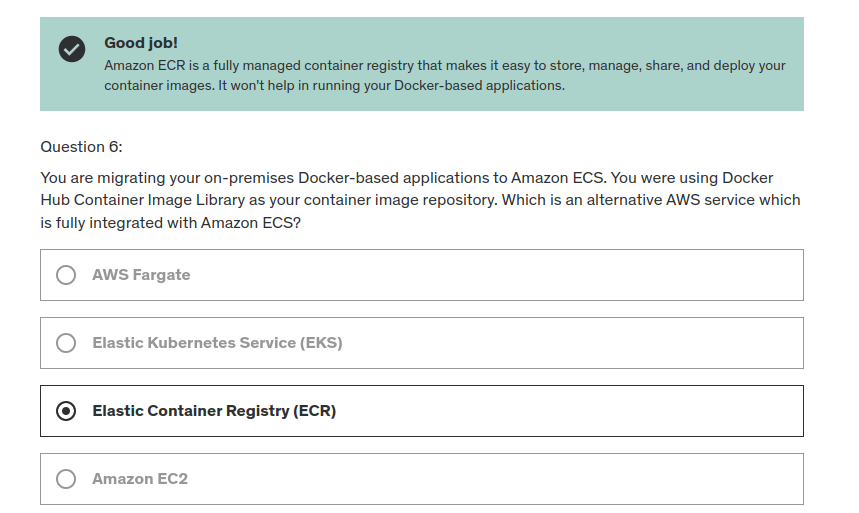 Good job!
Amazon ECR is a fully managed container registry that makes it easy to store, manage, share, and deploy your
container images. It won't help in running your Docker-based applications.
Question 6:
You are migrating your on-premises Docker-based applications to Amazon ECS. You were using Docker
Hub Container Image Library as your container image repository. Which is an alternative AWS service which
is fully integrated with Amazon ECS?
AWS Fargate
Elastic Kubernetes Service (EKS)
Elastic Container Registry (ECR)
Amazon EC2